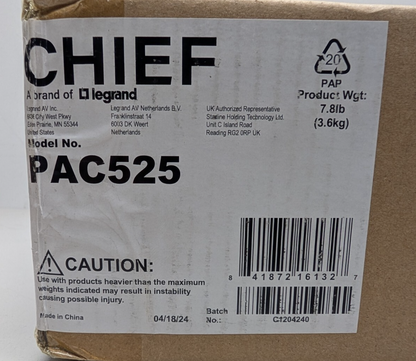 CHIEF
A brand of legrand
Legrand AV Inc.
6436 City West Pkwy
Eden Prairie, MN 55344
United States
Legrand AV Netherlands B.V.
Franklinstraat 14
6003 DK Weert
Netherlands
UK Authorized Representative
Starline Holding Technology Ltd.
Unit C Island Road
Reading RG2 0RP UK
20
PAP
Product Wgt:
7.8lb
(3.6kg)
Model No.
PAC525
CAUTION:
Use with products heavier than the maximum
weights indicated may result in instability
causing possible injury.
8 41872 16132 7
Made in China
04/18/24
Batch
No.:
C1204240